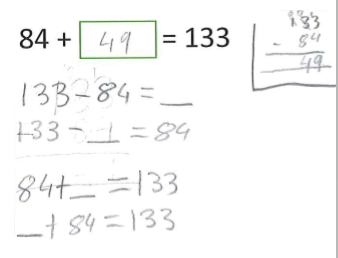 84 + 49 = 133
133
- 84
49
133 - 84 = __
133 - __ = 84
84 + __ = 133
__ + 84 = 133